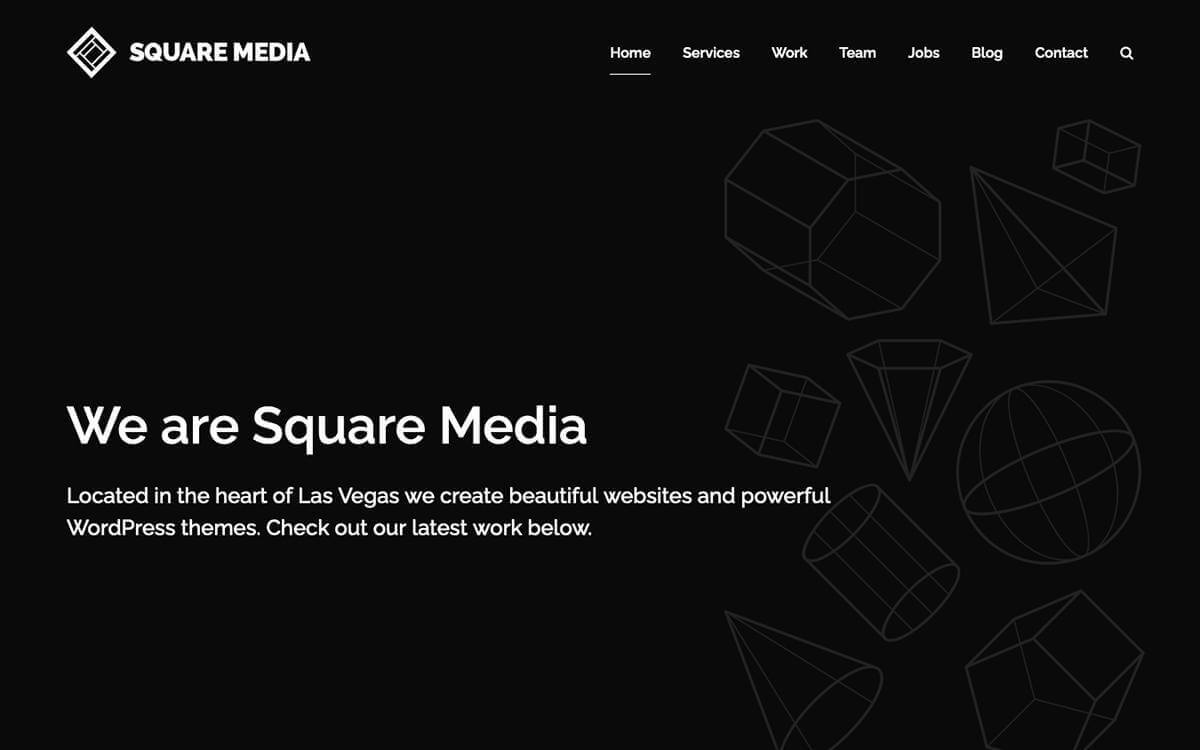 SQUARE MEDIA
Home Services Work Team Jobs Blog Contact
We are Square Media
Located in the heart of Las Vegas we create beautiful websites and powerful
WordPress themes. Check out our latest work below.